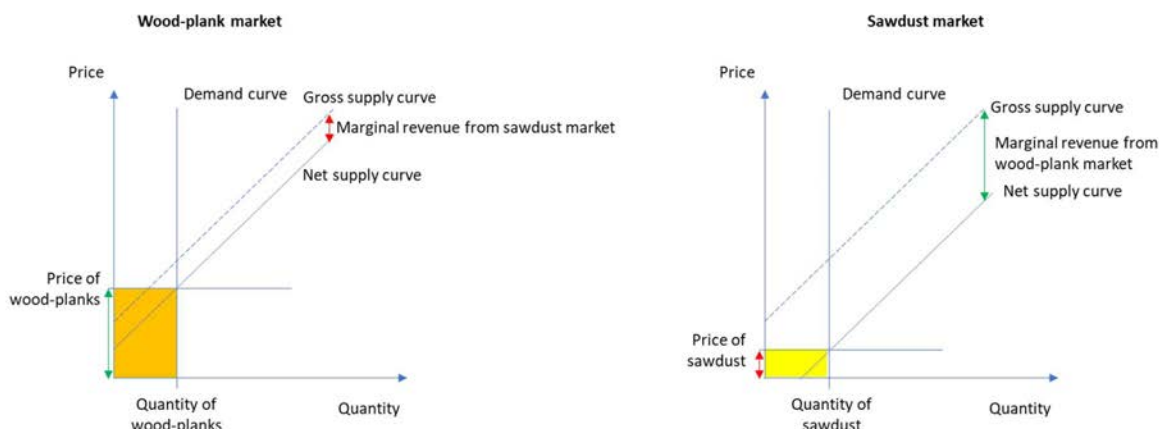 Wood-plank market
Price
Demand curve
Gross supply curve
Marginal revenue from sawdust market
Net supply curve
Price of
wood-planks
Quantity of
wood-planks
Quantity
Sawdust market
Price
Demand curve
Gross supply curve
Marginal revenue from
wood-plank market
Net supply curve
Price of
sawdust
Quantity of
sawdust
Quantity